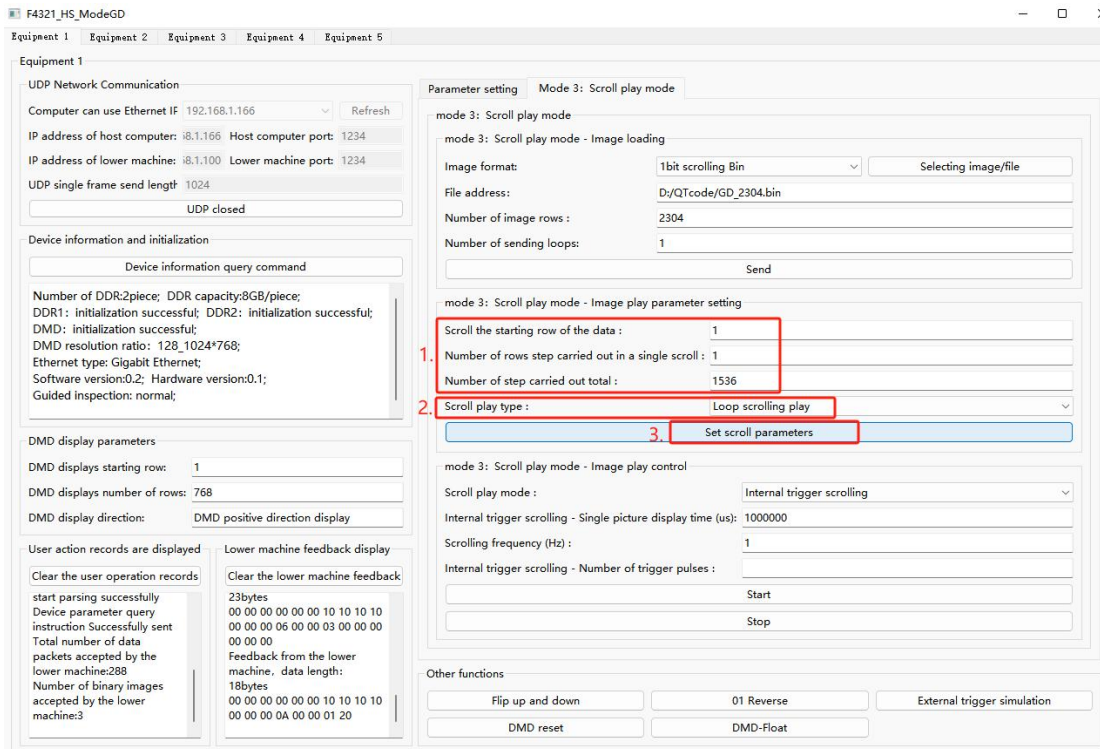 F4321_HS_ModeGD
Equipment 1 Equipment 2 Equipment 3 Equipment 4 Equipment 5
Equipment 1
UDP Network Communication
Computer can use Ethernet IF 192.168.1.166 Refresh
IP address of host computer: i8.1.166 Host computer port: 1234
IP address of lower machine: i8.1.100 Lower machine port: 1234
UDP single frame send length 1024
UDP closed
Device information and initialization
Device information query command
Number of DDR:2piece; DDR capacity:8GB/piece;
DDR1: initialization successful; DDR2: initialization successful;
DMD: initialization successful;
DMD resolution ratio: 128_1024*768;
Ethernet type: Gigabit Ethernet;
Software version:0.2; Hardware version:0.1;
Guided inspection: normal;
DMD display parameters
DMD displays starting row: 1
DMD displays number of rows: 768
DMD display direction: DMD positive direction display
User action records are displayed
Clear the user operation records
start parsing successfully
Device parameter query
instruction Successfully sent
Total number of data
packets accepted by the
lower machine:288
Number of binary images
accepted by the lower
machine:3
Lower machine feedback display
Clear the lower machine feedback
23bytes
00 00 00 00 00 00 10 10 10 10
00 00 00 06 00 00 03 00 00 00
00 00 00
Feedback from the lower
machine, data length:
18bytes
00 00 00 00 00 00 10 10 10 10
00 00 00 0A 00 00 01 20
Parameter setting Mode 3: Scroll play mode
mode 3: Scroll play mode
mode 3: Scroll play mode - Image loading
Image format: 1bit scrolling Bin Selecting image/file
File address: D:/QTcode/GD_2304.bin
Number of image rows : 2304
Number of sending loops: 1
Send
mode 3: Scroll play mode - Image play parameter setting
Scroll the starting row of the data : 1
1. Number of rows step carried out in a single scroll : 1
Number of step carried out total : 1536
2. Scroll play type : Loop scrolling play
3. Set scroll parameters
mode 3: Scroll play mode - Image play control
Scroll play mode : Internal trigger scrolling
Internal trigger scrolling - Single picture display time (us): 1000000
Scrolling frequency (Hz) : 1
Internal trigger scrolling - Number of trigger pulses :
Start
Stop
Other functions
Flip up and down 01 Reverse External trigger simulation
DMD reset DMD-Float